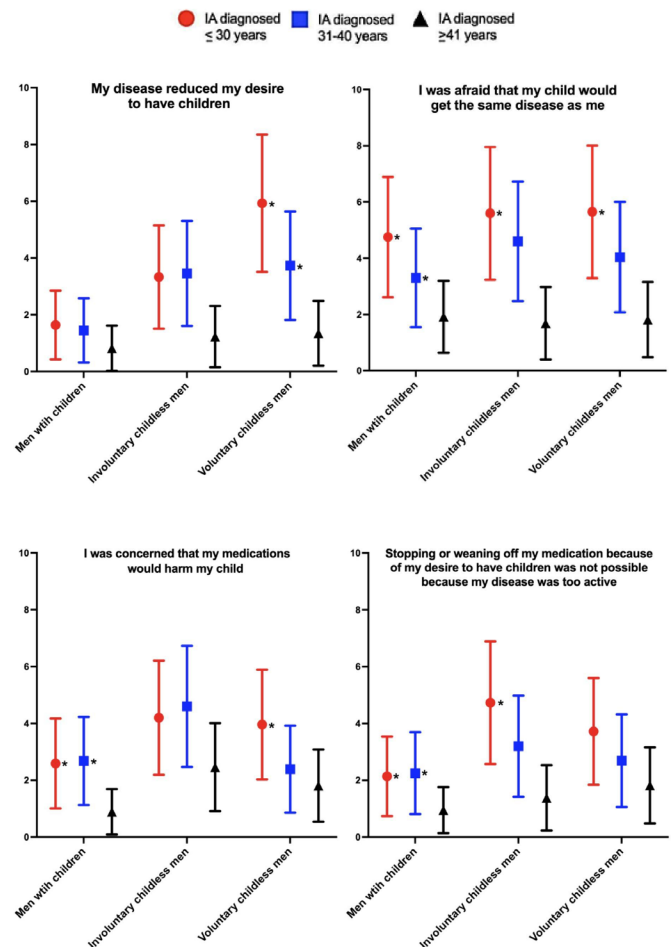 IA diagnosed
≤ 30 years
IA diagnosed
31-40 years
IA diagnosed
≥41 years
My disease reduced my desire
to have children
10
8
6
4
2
0
Men wtih children
Involuntary childless men
Voluntary childless men
*
*
I was afraid that my child would
get the same disease as me
10
8
6
4
2
0
Men wtih children
Involuntary childless men
Voluntary childless men
*
*
*
*
I was concerned that my medications
would harm my child
10
8
6
4
2
0
Men wtih children
Involuntary childless men
Voluntary childless men
*
*
*
Stopping or weaning off my medication because
of my desire to have children was not possible
because my disease was too active
10
8
6
4
2
0
Men wtih children
Involuntary childless men
Voluntary childless men
*
*
*